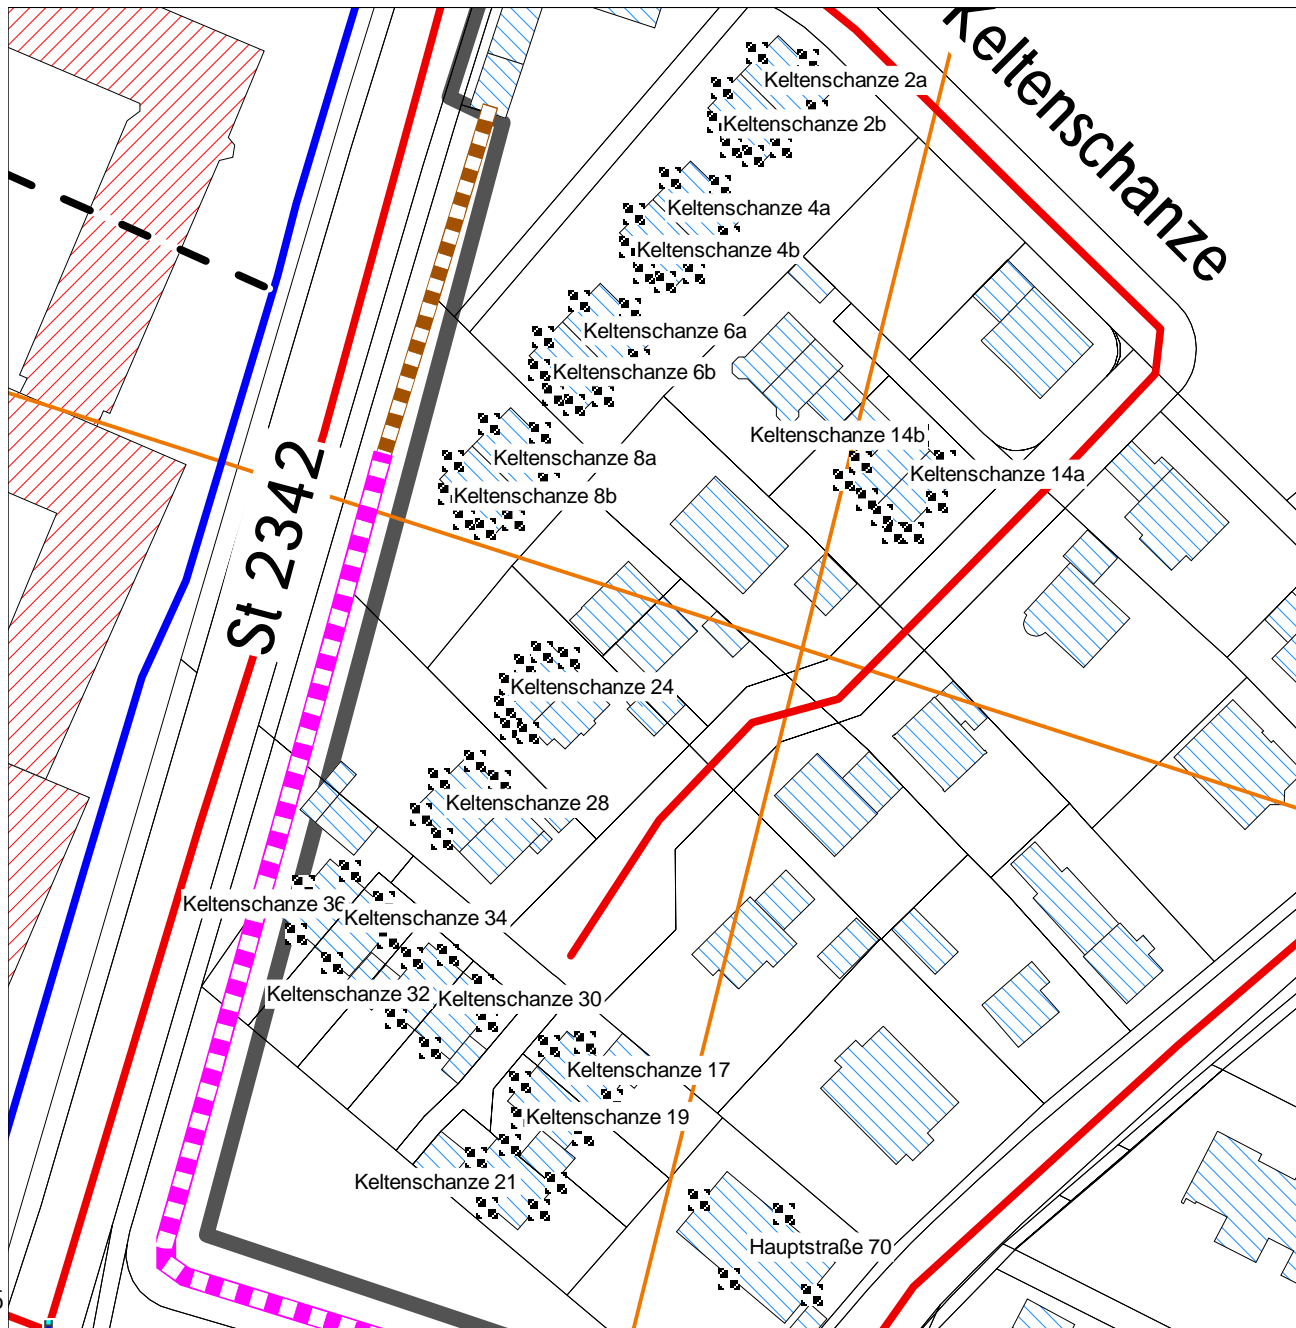 Keltenschanze
Keltenschanze 2a
Keltenschanze 2b
Keltenschanze 4a
Keltenschanze 4b
Keltenschanze 6a
Keltenschanze 6b
Keltenschanze 14b
Keltenschanze 8a
Keltenschanze 14a
Keltenschanze 8b
St 2342
Keltenschanze 24
Keltenschanze 28
Keltenschanze 36
Keltenschanze 34
Keltenschanze 32
Keltenschanze 30
Keltenschanze 17
Keltenschanze 19
Keltenschanze 21
Hauptstraße 70